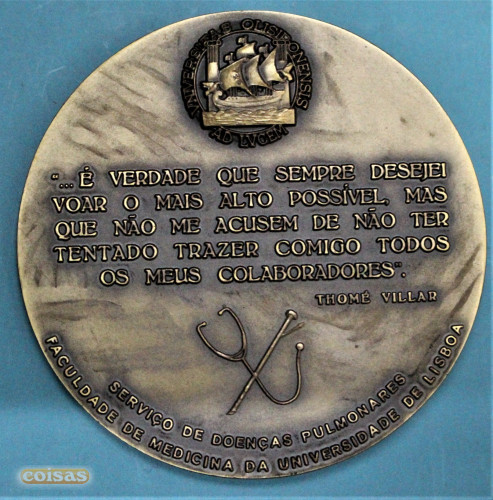 UNIVERSITAS OLISIPONENSIS
AD LVCEM
"...É VERDADE QUE SEMPRE DESEJEI
VOAR O MAIS ALTO POSSÍVEL, MAS
QUE NÃO ME ACUSEM DE NÃO TER
TENTADO TRAZER COMIGO TODOS
OS MEUS COLABORADORES".
THOMÉ VILLAR
SERVIÇO DE DOENÇAS PULMONARES
FACULDADE DE MEDICINA DA UNIVERSIDADE DE LISBOA
coisas